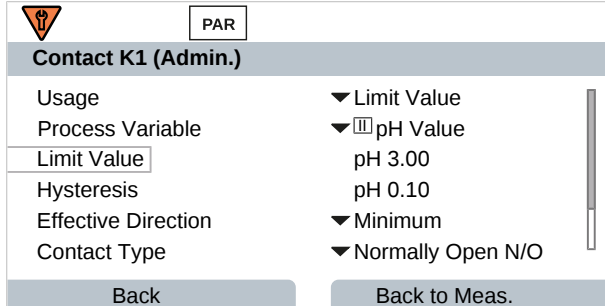 PAR
Contact K1 (Admin.)
Usage Limit Value
Process Variable II pH Value
Limit Value pH 3.00
Hysteresis pH 0.10
Effective Direction Minimum
Contact Type Normally Open N/O
Back Back to Meas.